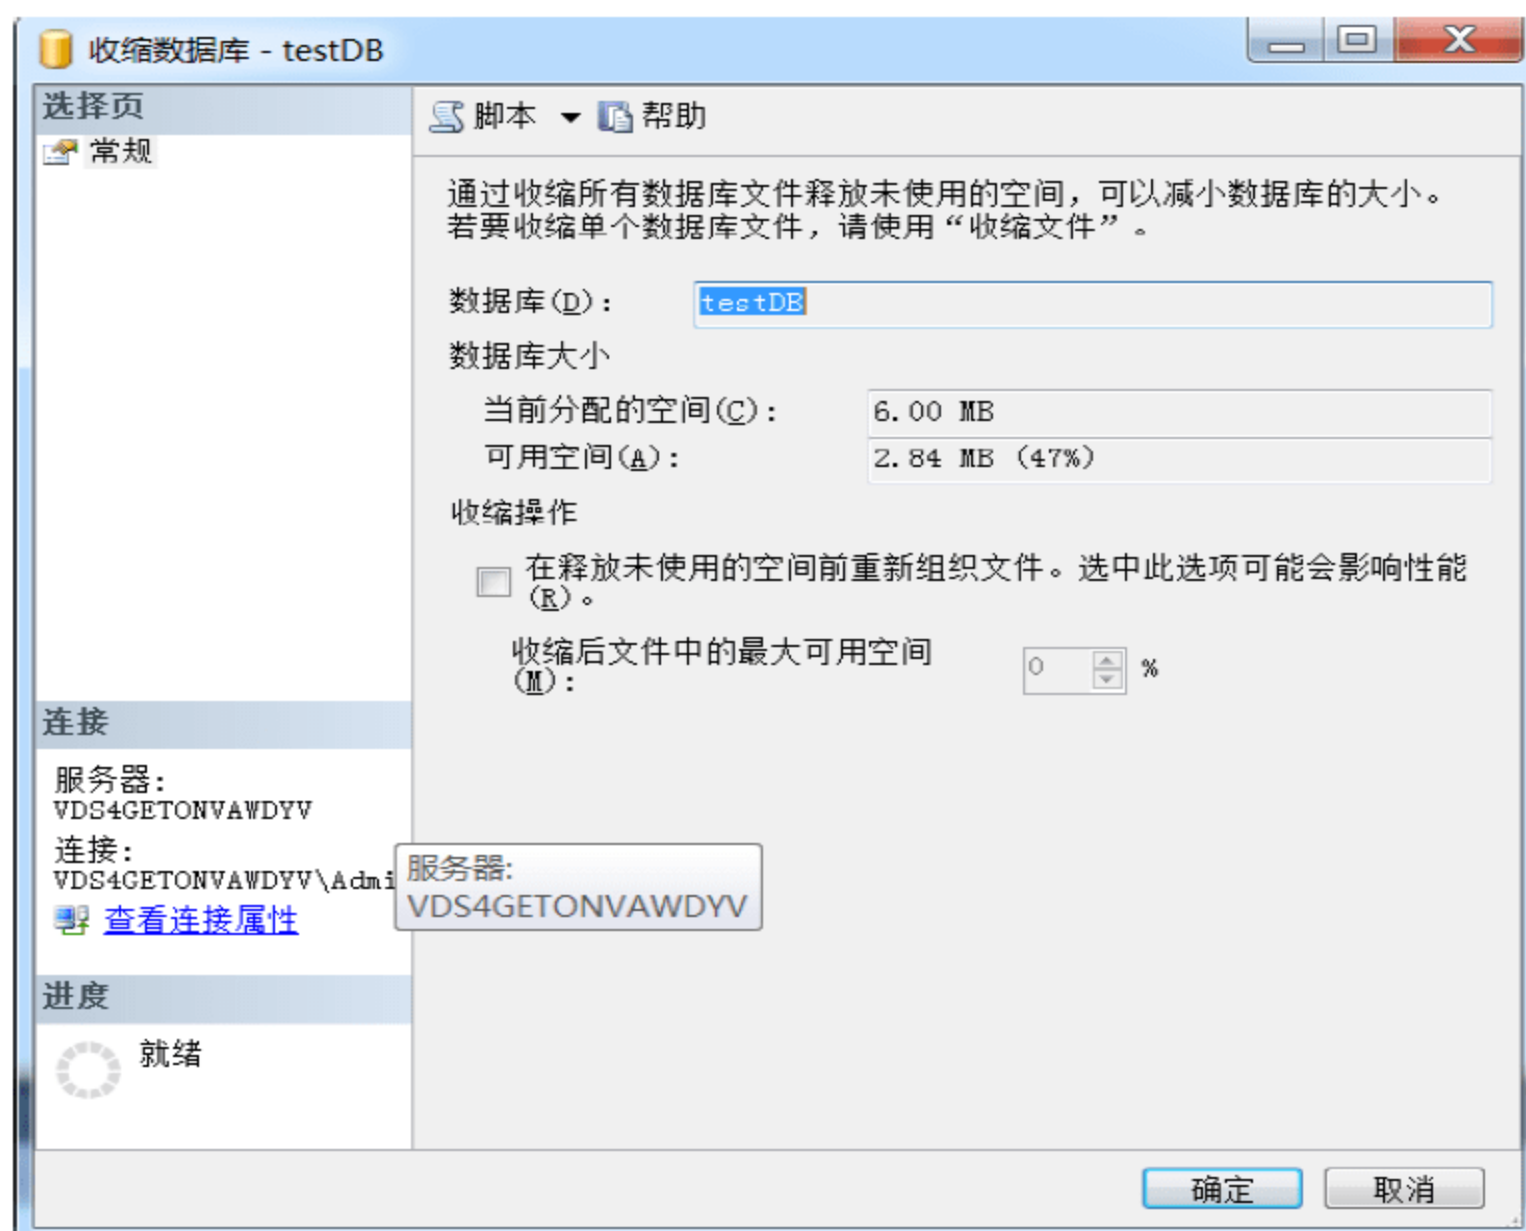 收缩数据库 - testDB
选择页
常规
脚本 帮助
通过收缩所有数据库文件释放未使用的空间，可以减小数据库的大小。
若要收缩单个数据库文件，请使用“收缩文件”。
数据库(D): testDB
数据库大小
当前分配的空间(C): 6.00 MB
可用空间(A): 2.84 MB (47%)
收缩操作
在释放未使用的空间前重新组织文件。选中此选项可能会影响性能
(R)。
收缩后文件中的最大可用空间
(M): 0 %
连接
服务器:
VDS4GETONVAWDYV
连接:
VDS4GETONVAWDYV\Admi
查看连接属性
服务器:
VDS4GETONVAWDYV
进度
就绪
确定 取消